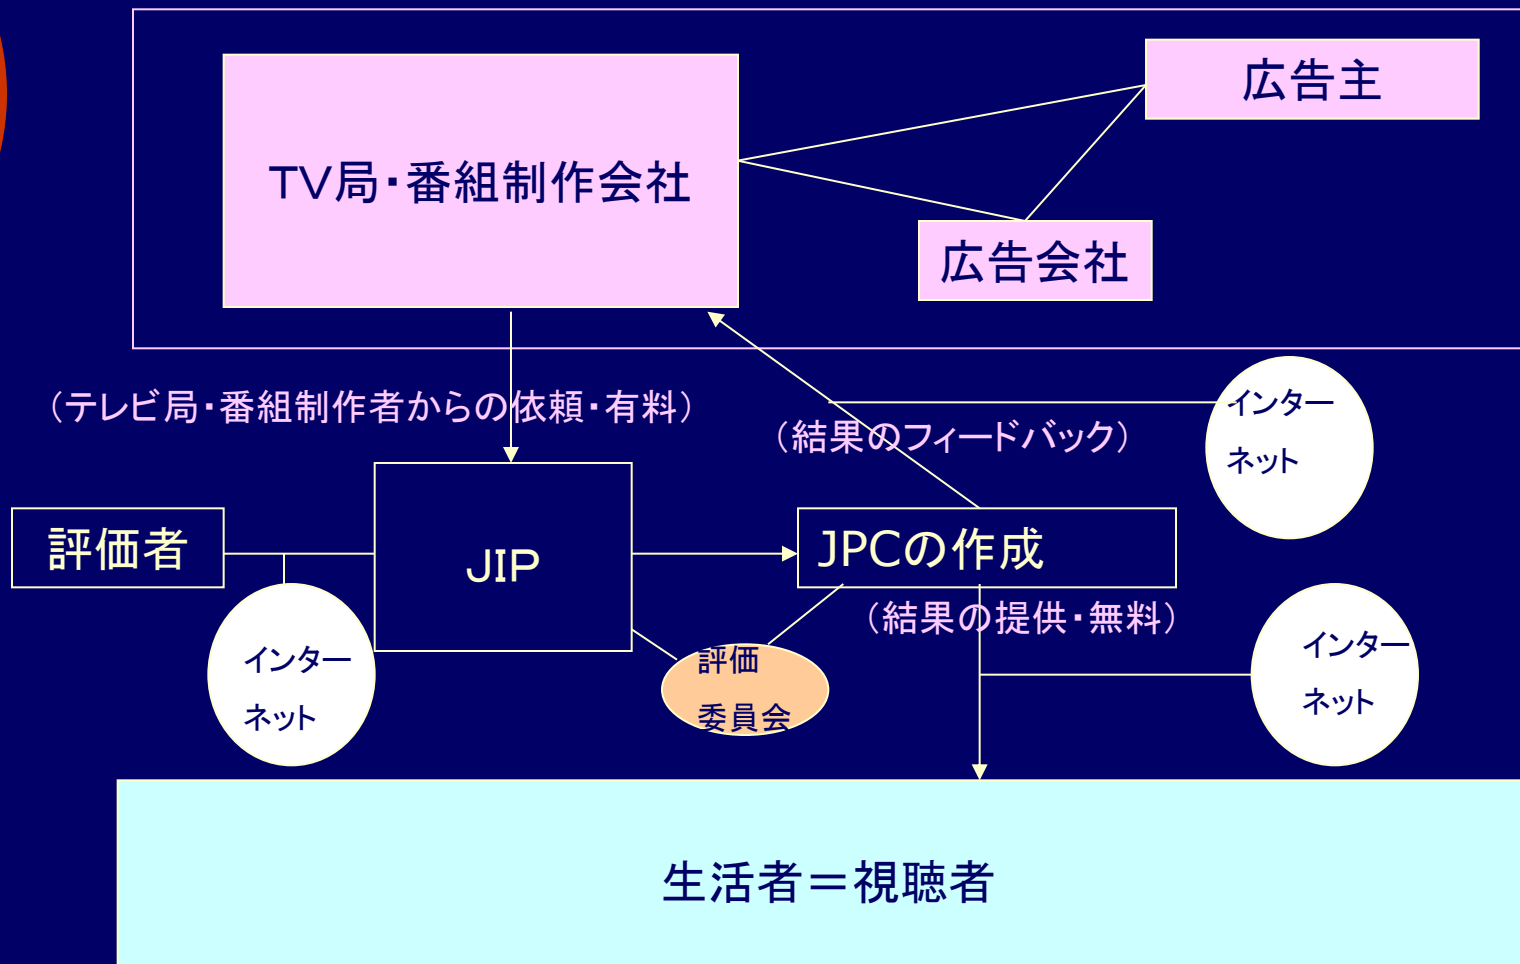 広告主
TV局・番組制作会社
広告会社
（テレビ局・番組制作者からの依頼・有料）
（結果のフィードバック）
インター
ネット
評価者
JIP
JPCの作成
（結果の提供・無料）
インター
ネット
評価
委員会
インター
ネット
生活者＝視聴者